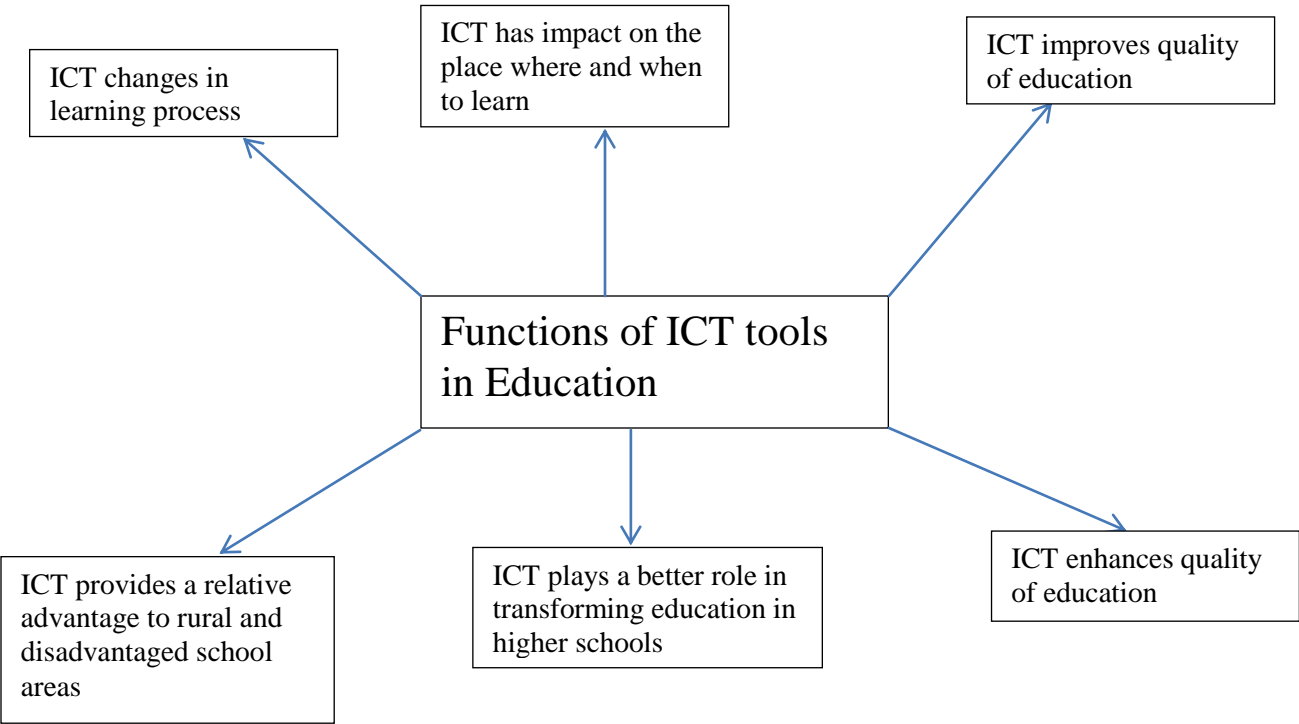 ICT changes in
learning process
ICT has impact on the
place where and when
to learn
ICT improves quality
of education
Functions of ICT tools
in Education
ICT provides a relative
advantage to rural and
disadvantaged school
areas
ICT plays a better role in
transforming education in
higher schools
ICT enhances quality
of education